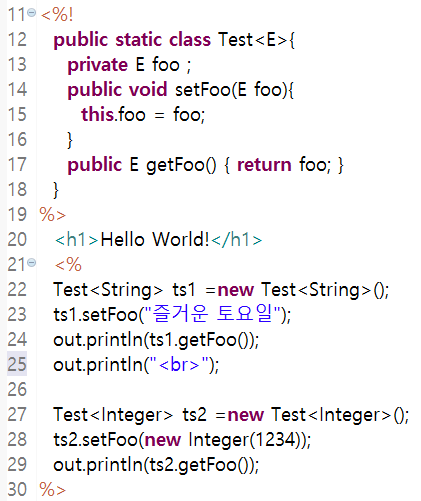 11 <%!
12 public static class Test<E>{
13 private E foo ;
14 public void setFoo(E foo){
15 this.foo = foo;
16 }
17 public E getFoo() { return foo; }
18 }
19 %>
20 <h1>Hello World!</h1>
21 <%
22 Test<String> ts1 =new Test<String>();
23 ts1.setFoo("즐거운 토요일");
24 out.println(ts1.getFoo());
25 out.println("<br>");
26
27 Test<Integer> ts2 =new Test<Integer>();
28 ts2.setFoo(new Integer(1234));
29 out.println(ts2.getFoo());
30 %>